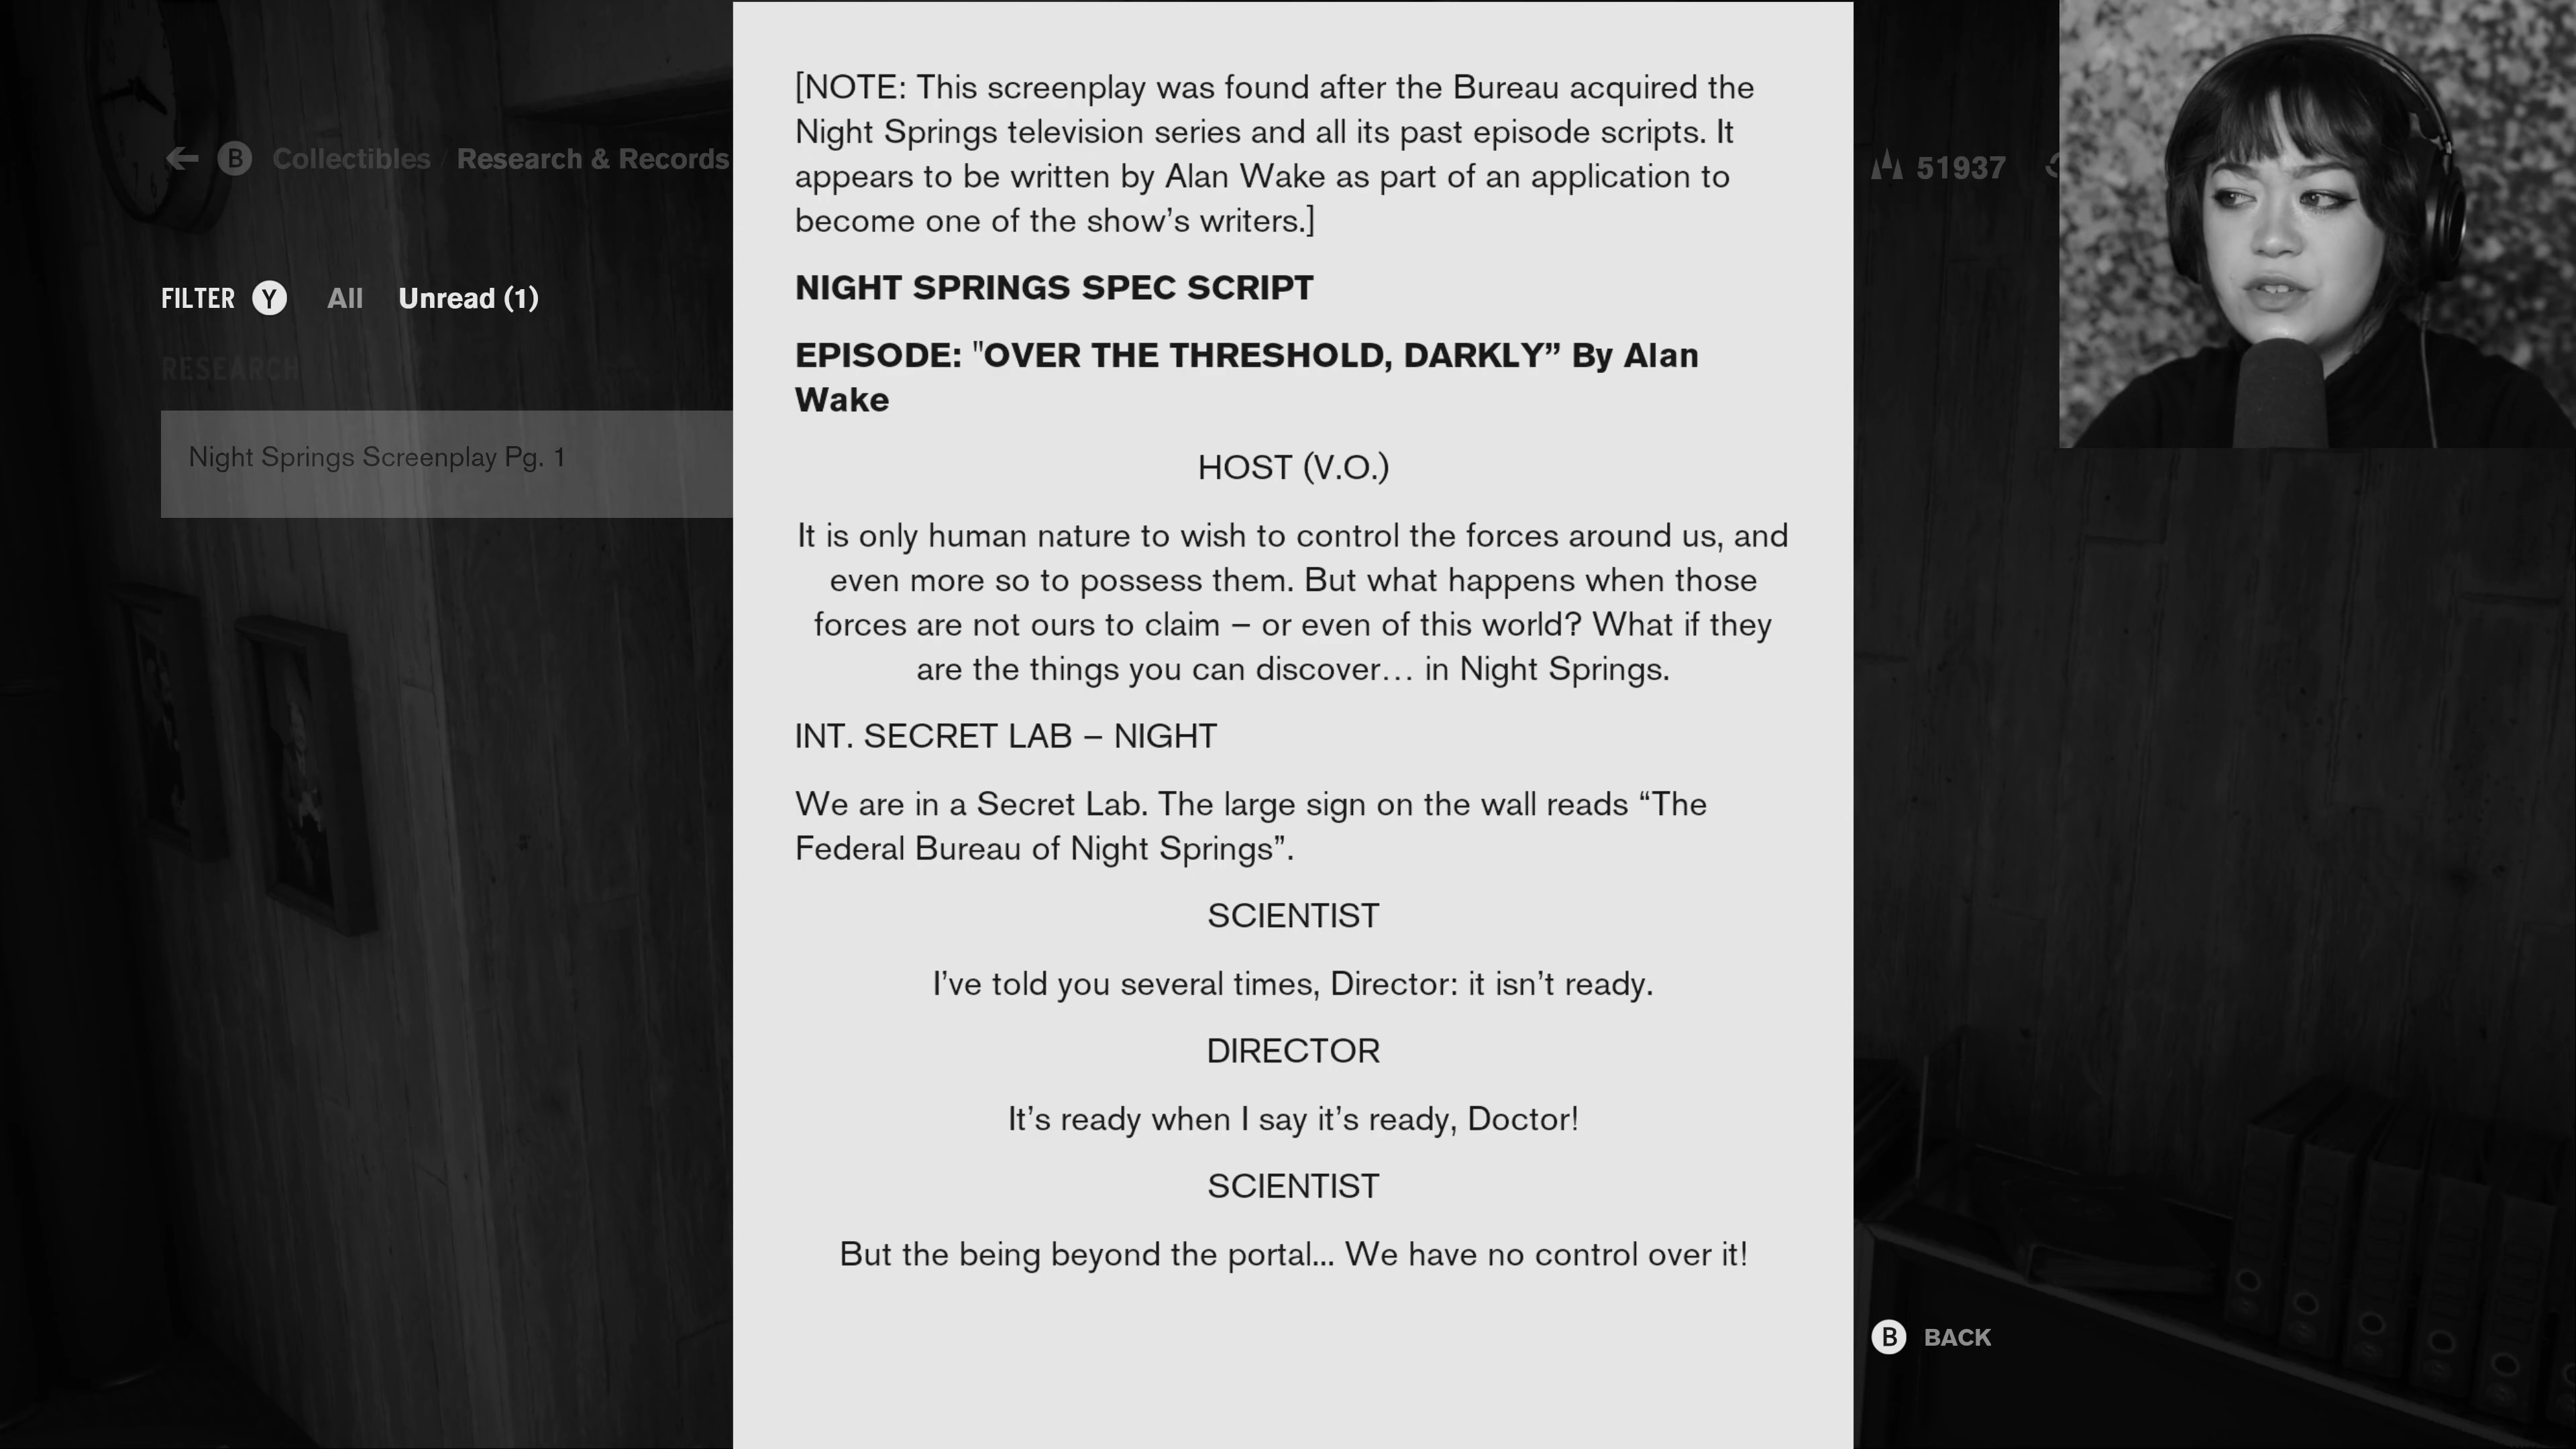 [NOTE: This screenplay was found after the Bureau acquired the
Night Springs television series and all its past episode scripts. It
appears to be written by Alan Wake as part of an application to
become one of the show’s writers.]
B Collectibles / Research & Records
51937
FILTER Y All Unread (1)
RESEARCH
Night Springs Screenplay Pg. 1
NIGHT SPRINGS SPEC SCRIPT
EPISODE: "OVER THE THRESHOLD, DARKLY” By Alan
Wake
HOST (V.O.)
It is only human nature to wish to control the forces around us, and
even more so to possess them. But what happens when those
forces are not ours to claim – or even of this world? What if they
are the things you can discover… in Night Springs.
INT. SECRET LAB – NIGHT
We are in a Secret Lab. The large sign on the wall reads “The
Federal Bureau of Night Springs”.
SCIENTIST
I’ve told you several times, Director: it isn’t ready.
DIRECTOR
It’s ready when I say it’s ready, Doctor!
SCIENTIST
But the being beyond the portal... We have no control over it!
B BACK